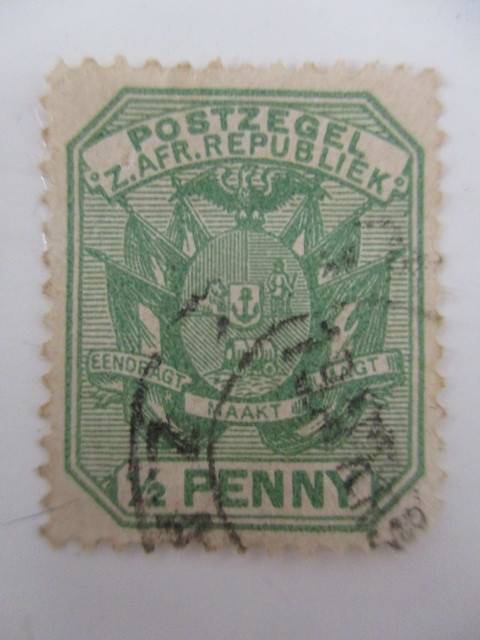 POSTZEGEL
Z. AFR. REPUBLIEK
EENDRAGT MAAKT MAGT
½ PENNY